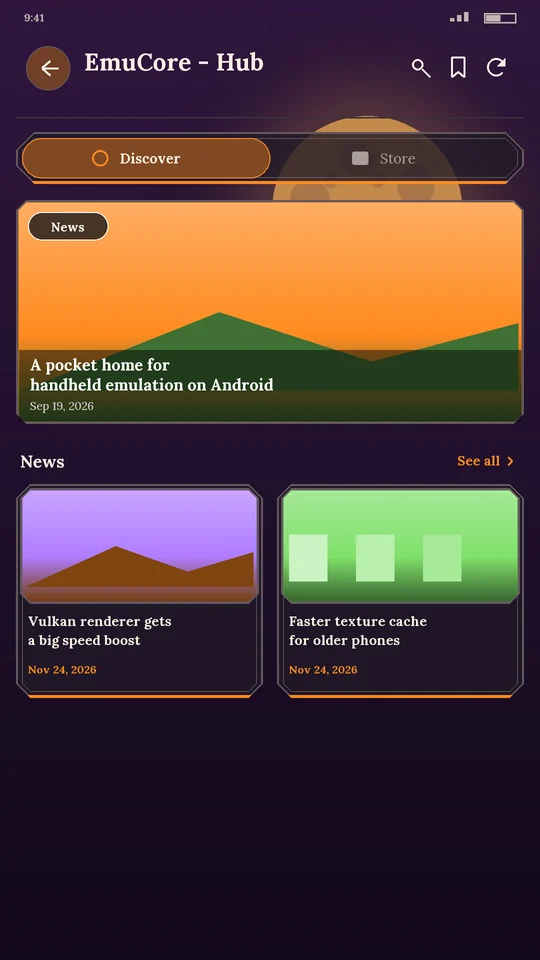 9:41
EmuCore - Hub
Discover
Store
News
A pocket home for
handheld emulation on Android
Sep 19, 2026
News
See all
Vulkan renderer gets
a big speed boost
Nov 24, 2026
Faster texture cache
for older phones
Nov 24, 2026